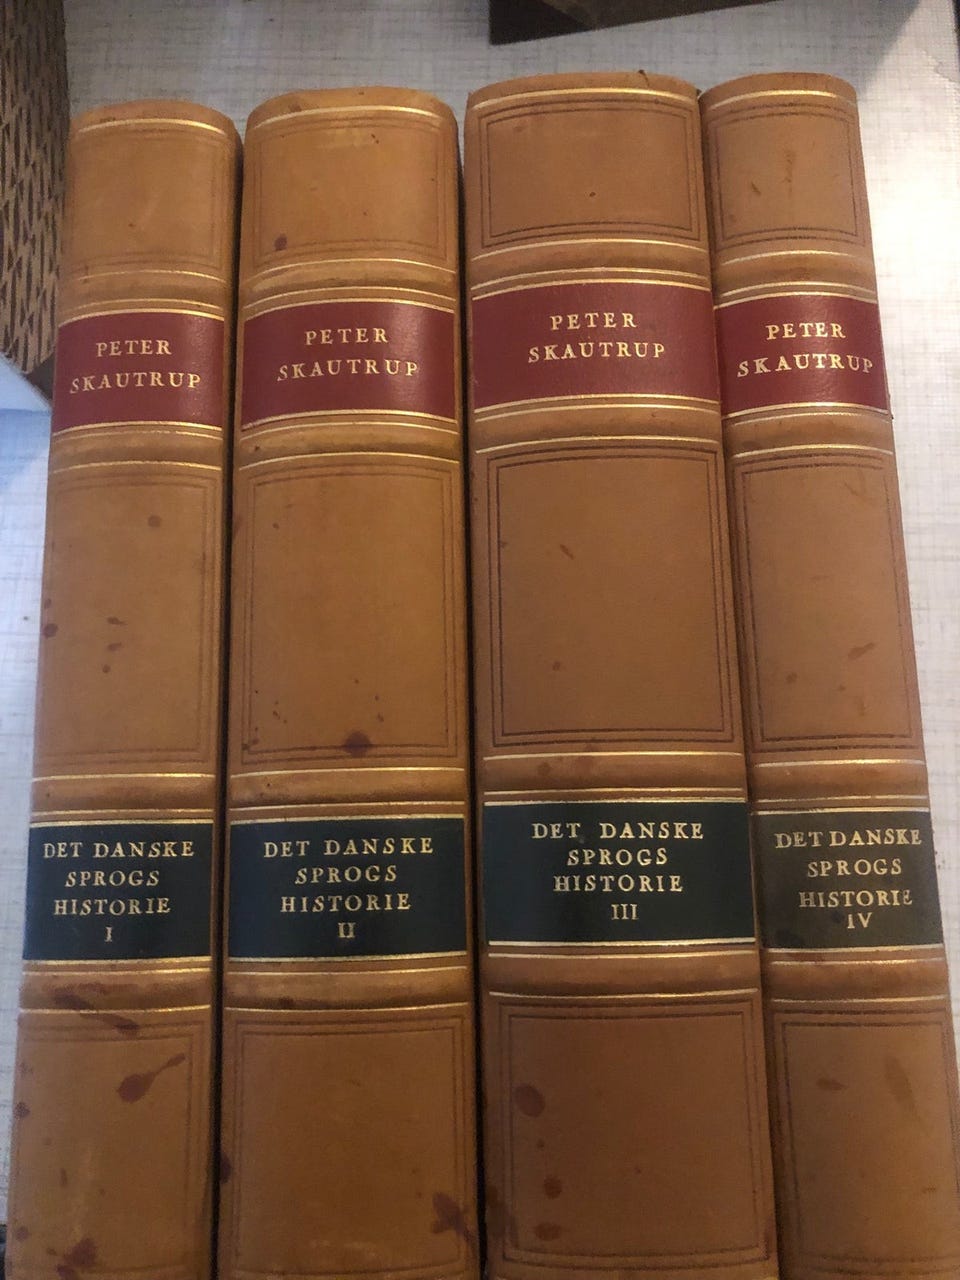 PETER
SKAUTRUP
DET DANSKE
SPROGS
HISTORIE
I
PETER
SKAUTRUP
DET DANSKE
SPROGS
HISTORIE
II
PETER
SKAUTRUP
DET DANSKE
SPROGS
HISTORIE
III
PETER
SKAUTRUP
DET DANSKE
SPROGS
HISTORIE
IV